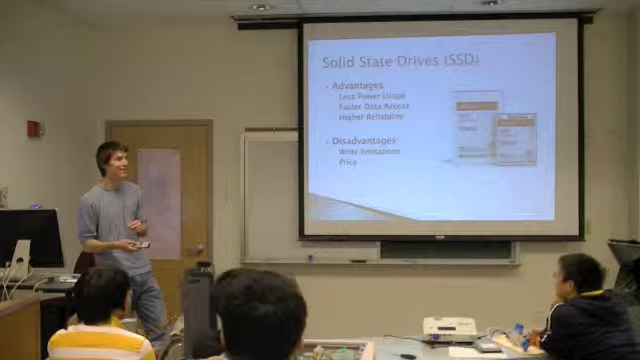 Solid State Drives (SSD)
Advantages
Less Power Usage
Faster Data Access
Higher Reliability
Disadvantages
Write limitations
Price